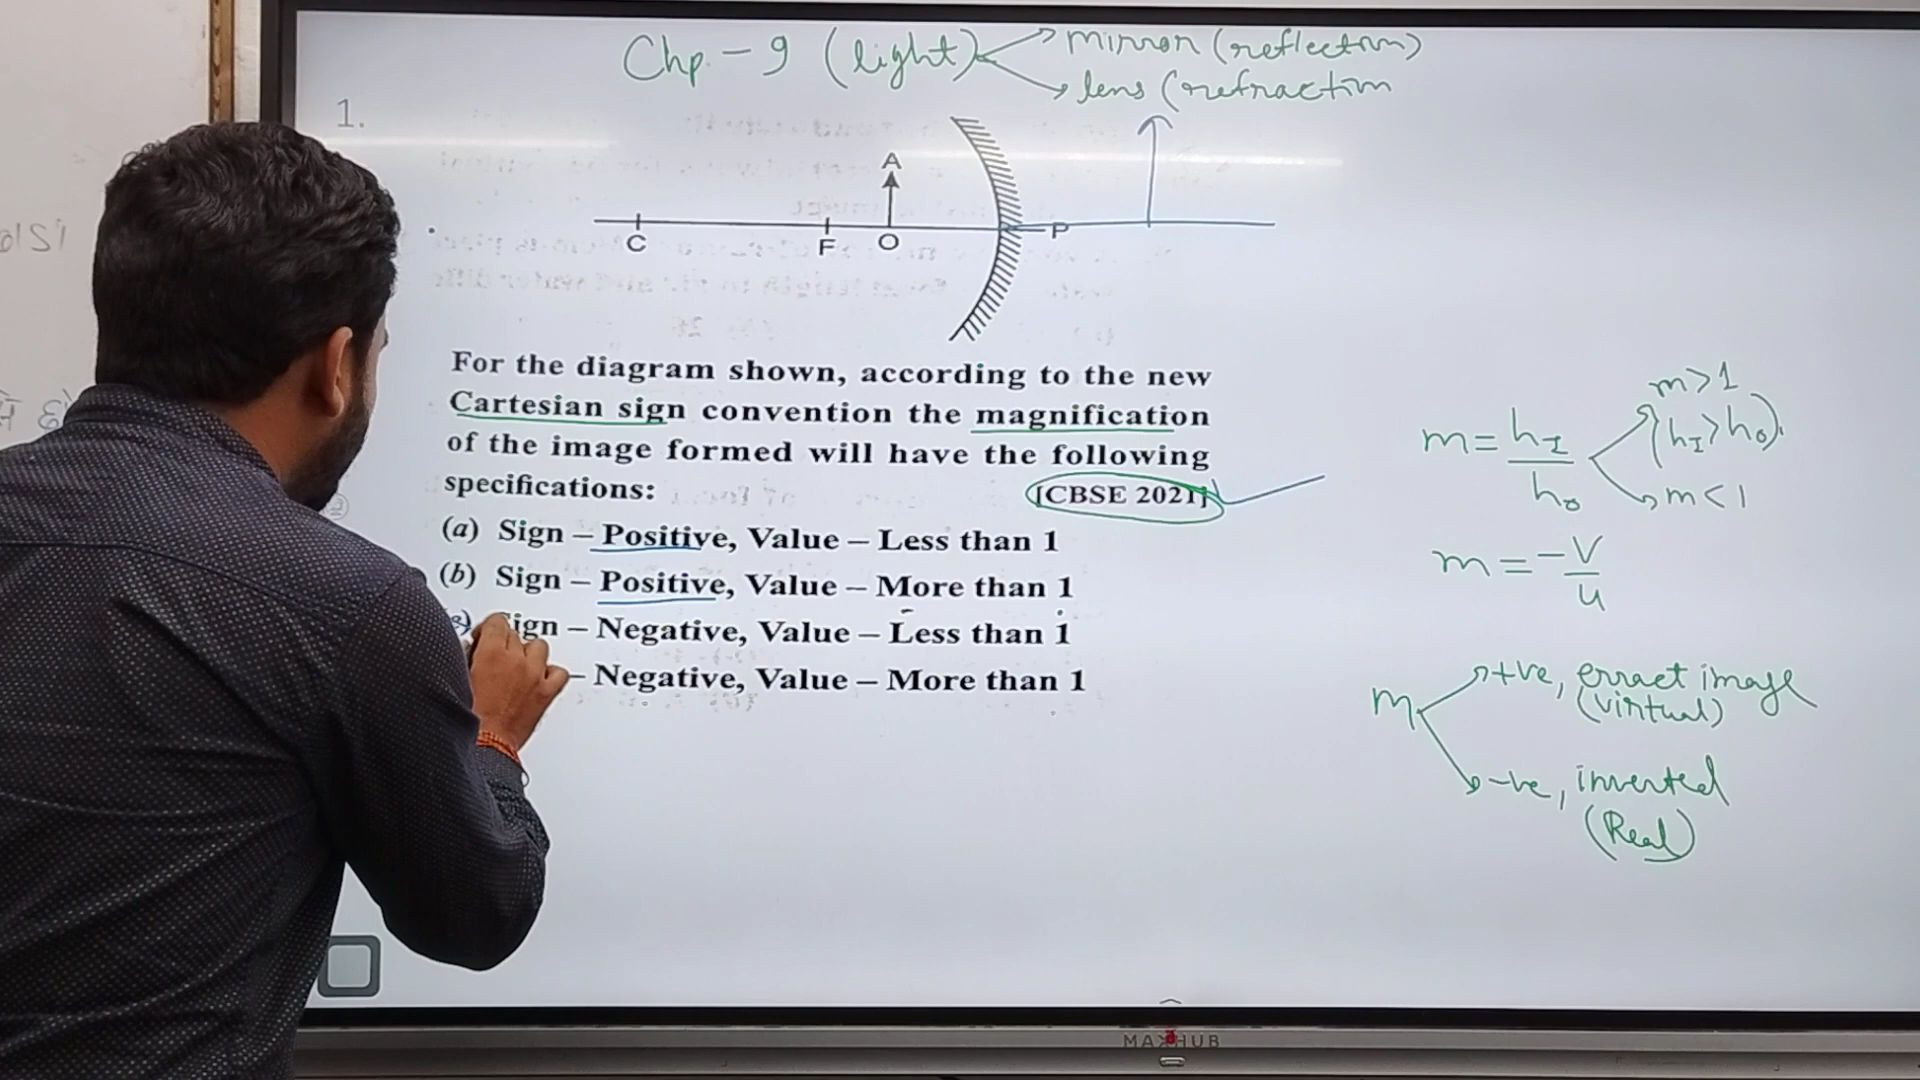 Chp - 9 (light) mirror (reflection)
lens (refraction
1.
A
C
F
O
P
For the diagram shown, according to the new
Cartesian sign convention the magnification
of the image formed will have the following
specifications: [CBSE 2021]
(a) Sign – Positive, Value – Less than 1
(b) Sign – Positive, Value – More than 1
Sign – Negative, Value – Less than 1
– Negative, Value – More than 1
m>1
m = hI/ho (hI>ho)
m<1
m = -v/u
m +ve, errect image
(virtual)
-ve, inverted
(Real)
MAXHUB